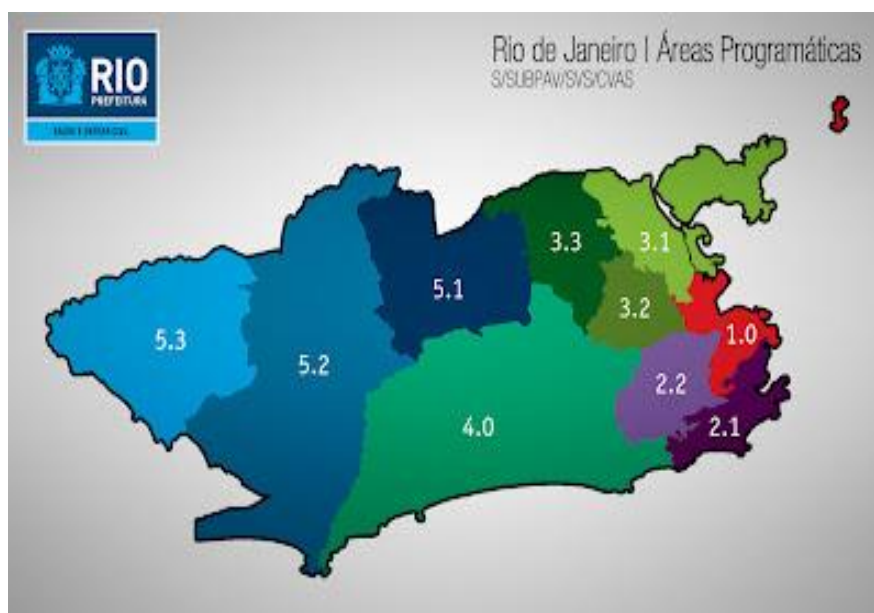 RIO
PREFEITURA
Rio de Janeiro | Áreas Programáticas
S/SUBPAV/SVS/CVAS
3.3
3.1
5.1
3.2
1.0
5.3
5.2
2.2
4.0
2.1